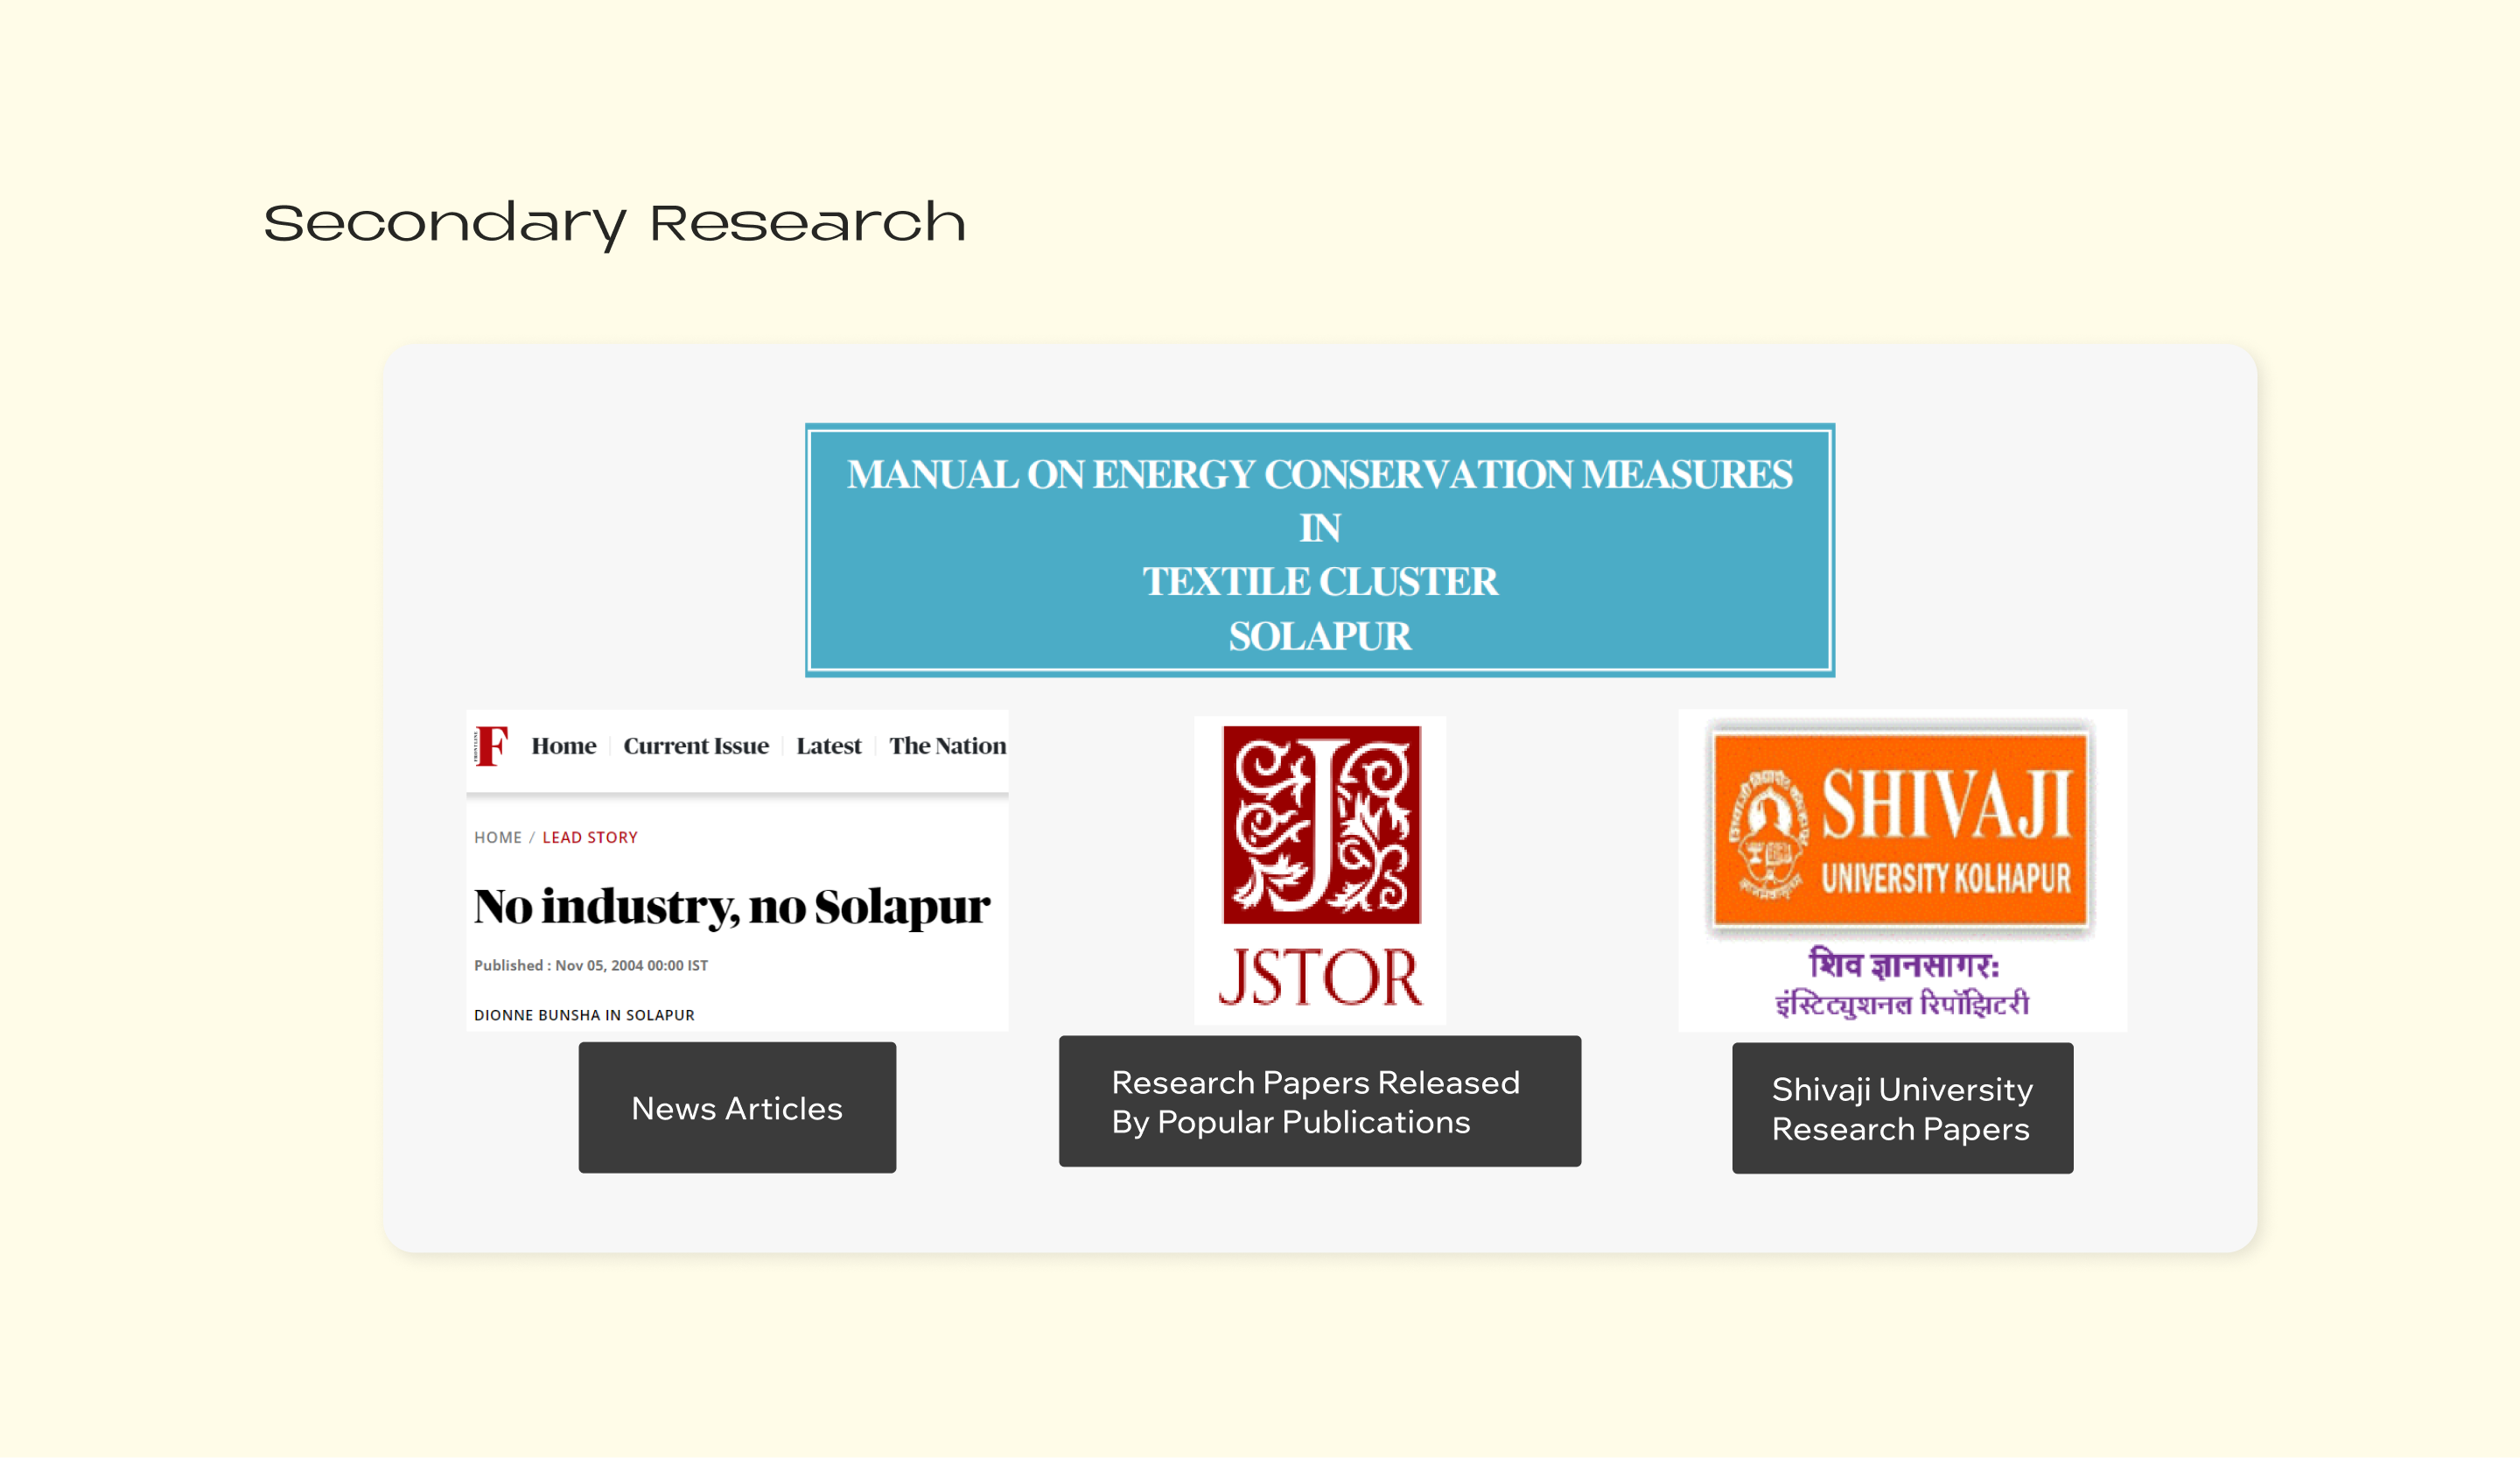 Secondary Research
MANUAL ON ENERGY CONSERVATION MEASURES
IN
TEXTILE CLUSTER
SOLAPUR
FRONTLINE
F
Home
Current Issue
Latest
The Nation
HOME / LEAD STORY
No industry, no Solapur
Published : Nov 05, 2004 00:00 IST
DIONNE BUNSHA IN SOLAPUR
News Articles
J
JSTOR
Research Papers Released
By Popular Publications
SHIVAJI
UNIVERSITY KOLHAPUR
शिव ज्ञानसागर:
इंस्टिट्युशनल रिपॉझिटरी
Shivaji University
Research Papers